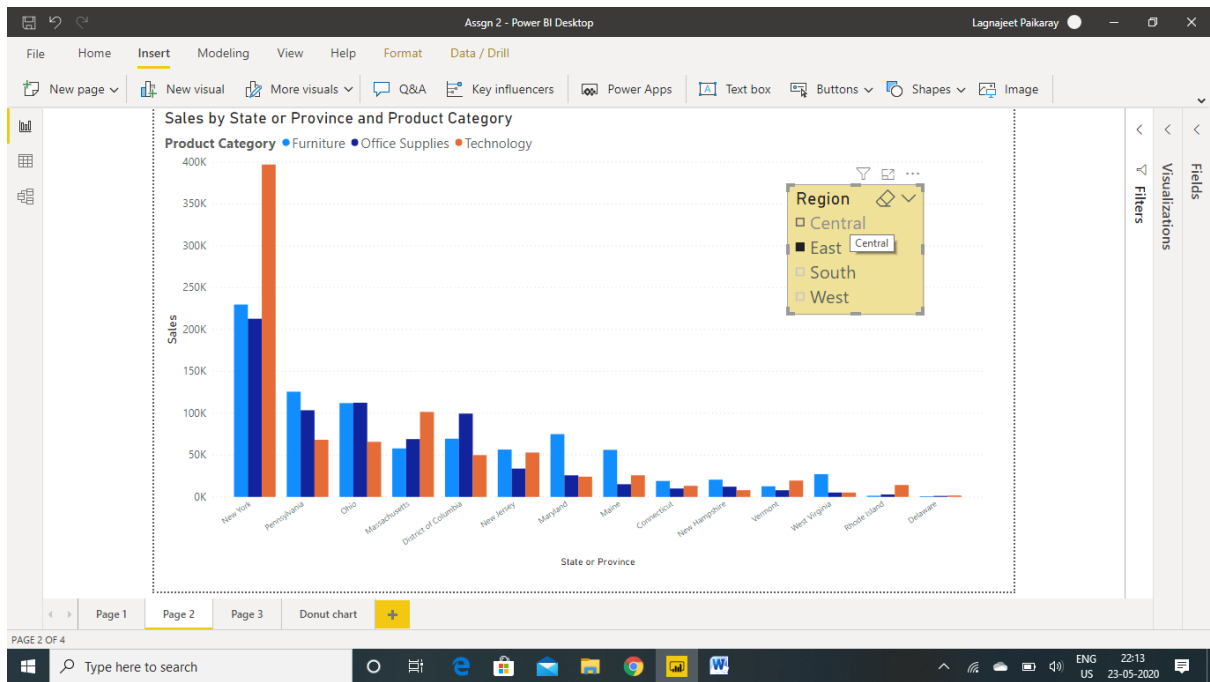 Assgn 2 - Power BI Desktop
Lagnajeet Paikaray
File Home Insert Modeling View Help Format Data / Drill
New page New visual More visuals Q&A Key influencers Power Apps Text box Buttons Shapes Image
Sales by State or Province and Product Category
Product Category Furniture Office Supplies Technology
400K
350K
300K
250K
200K
150K
100K
50K
0K
Sales
New York Pennsylvania Ohio Massachusetts District of Columbia New Jersey Maryland Maine Connecticut New Hampshire Vermont West Virginia Rhode Island Delaware
State or Province
Region
Central
East
Central
South
West
Filters
Visualizations
Fields
Page 1 Page 2 Page 3 Donut chart
PAGE 2 OF 4
Type here to search
ENG
US
22:13
23-05-2020